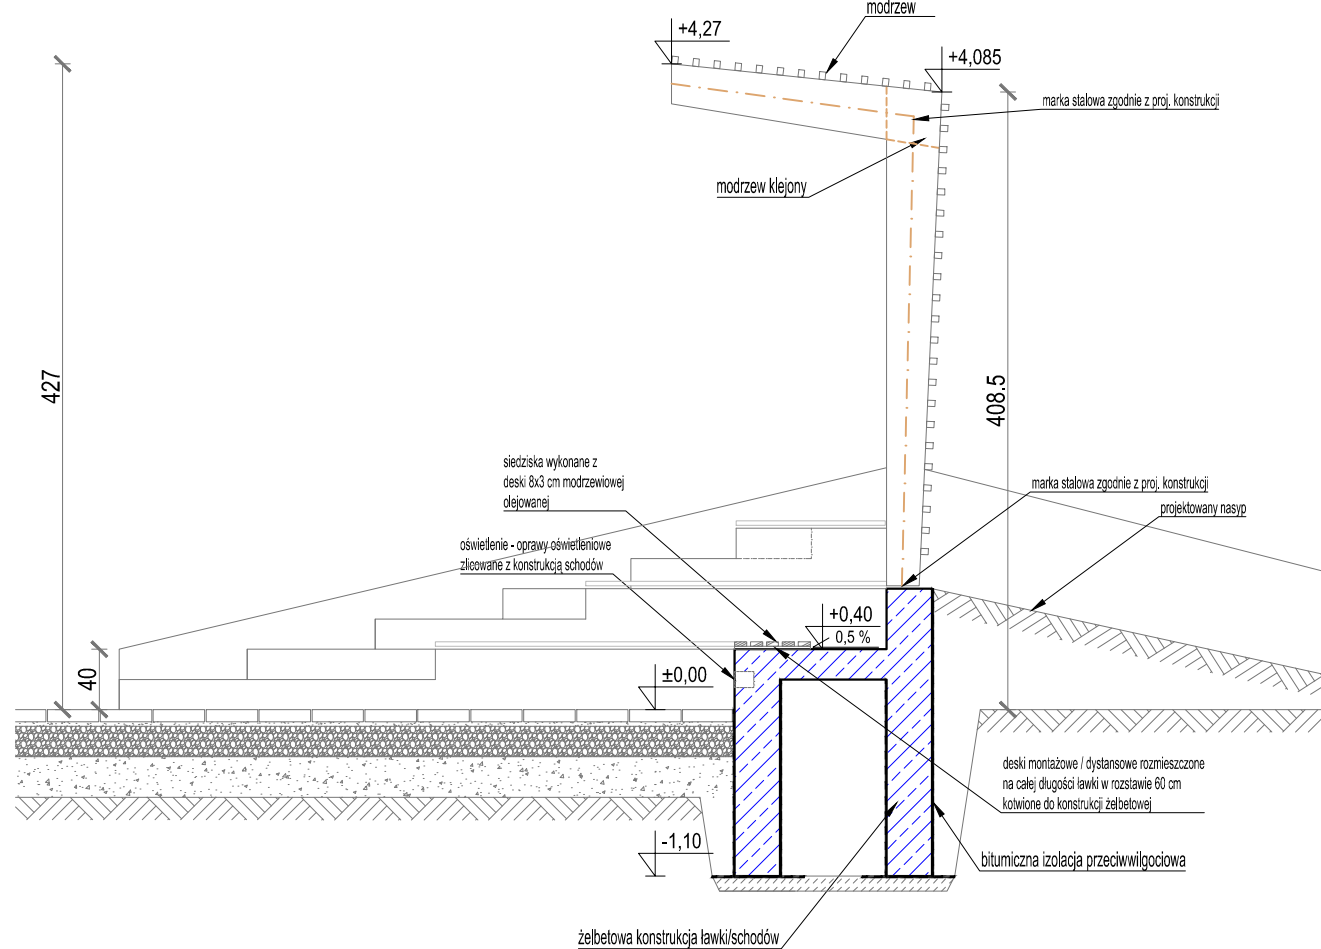 modrzew
+4,27
+4,085
marka stalowa zgodnie z proj. konstrukcji
modrzew klejony
427
408.5
siedziska wykonane z
deski 8x3 cm modrzewiowej
olejowanej
marka stalowa zgodnie z proj. konstrukcji
projektowany nasyp
oświetlenie - oprawy oświetleniowe
zlicowane z konstrukcją schodów
+0,40
0,5 %
40
±0,00
deski montażowe / dystansowe rozmieszczone
na całej długości ławki w rozstawie 60 cm
kotwione do konstrukcji żelbetowej
-1,10
bitumiczna izolacja przeciwwilgociowa
żelbetowa konstrukcja ławki/schodów